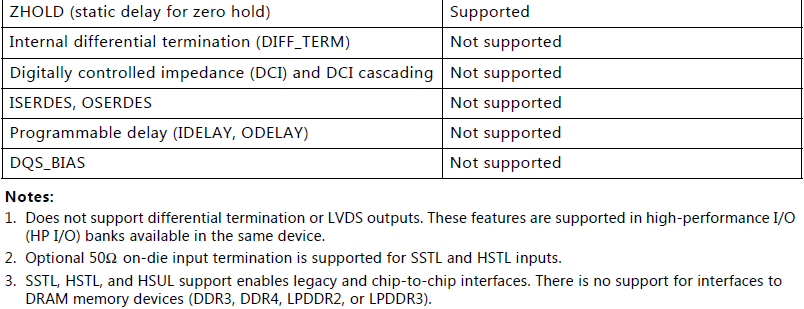 ZHOLD (static delay for zero hold) Supported
Internal differential termination (DIFF_TERM) Not supported
Digitally controlled impedance (DCI) and DCI cascading Not supported
ISERDES, OSERDES Not supported
Programmable delay (IDELAY, ODELAY) Not supported
DQS_BIAS Not supported
Notes:
1. Does not support differential termination or LVDS outputs. These features are supported in high-performance I/O
(HP I/O) banks available in the same device.
2. Optional 50Ω on-die input termination is supported for SSTL and HSTL inputs.
3. SSTL, HSTL, and HSUL support enables legacy and chip-to-chip interfaces. There is no support for interfaces to
DRAM memory devices (DDR3, DDR4, LPDDR2, or LPDDR3).